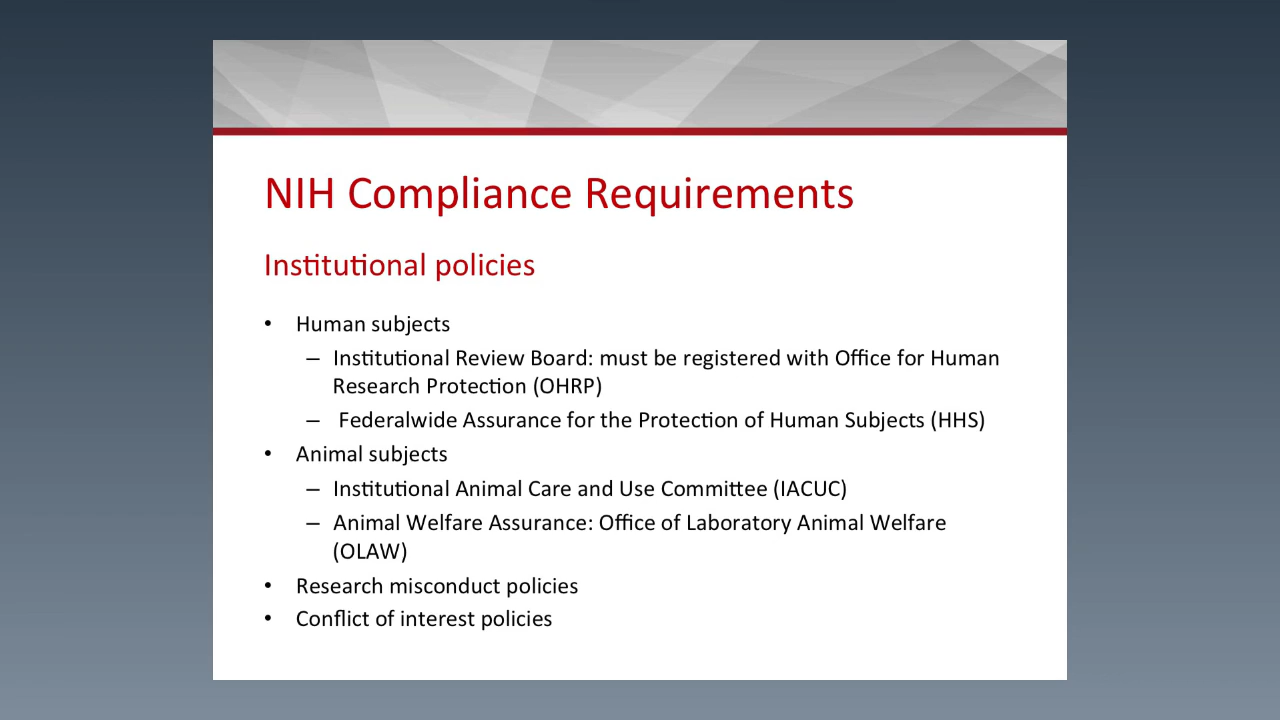 NIH Compliance Requirements
Institutional policies
• Human subjects
– Institutional Review Board: must be registered with Office for Human
Research Protection (OHRP)
– Federalwide Assurance for the Protection of Human Subjects (HHS)
• Animal subjects
– Institutional Animal Care and Use Committee (IACUC)
– Animal Welfare Assurance: Office of Laboratory Animal Welfare
(OLAW)
• Research misconduct policies
• Conflict of interest policies